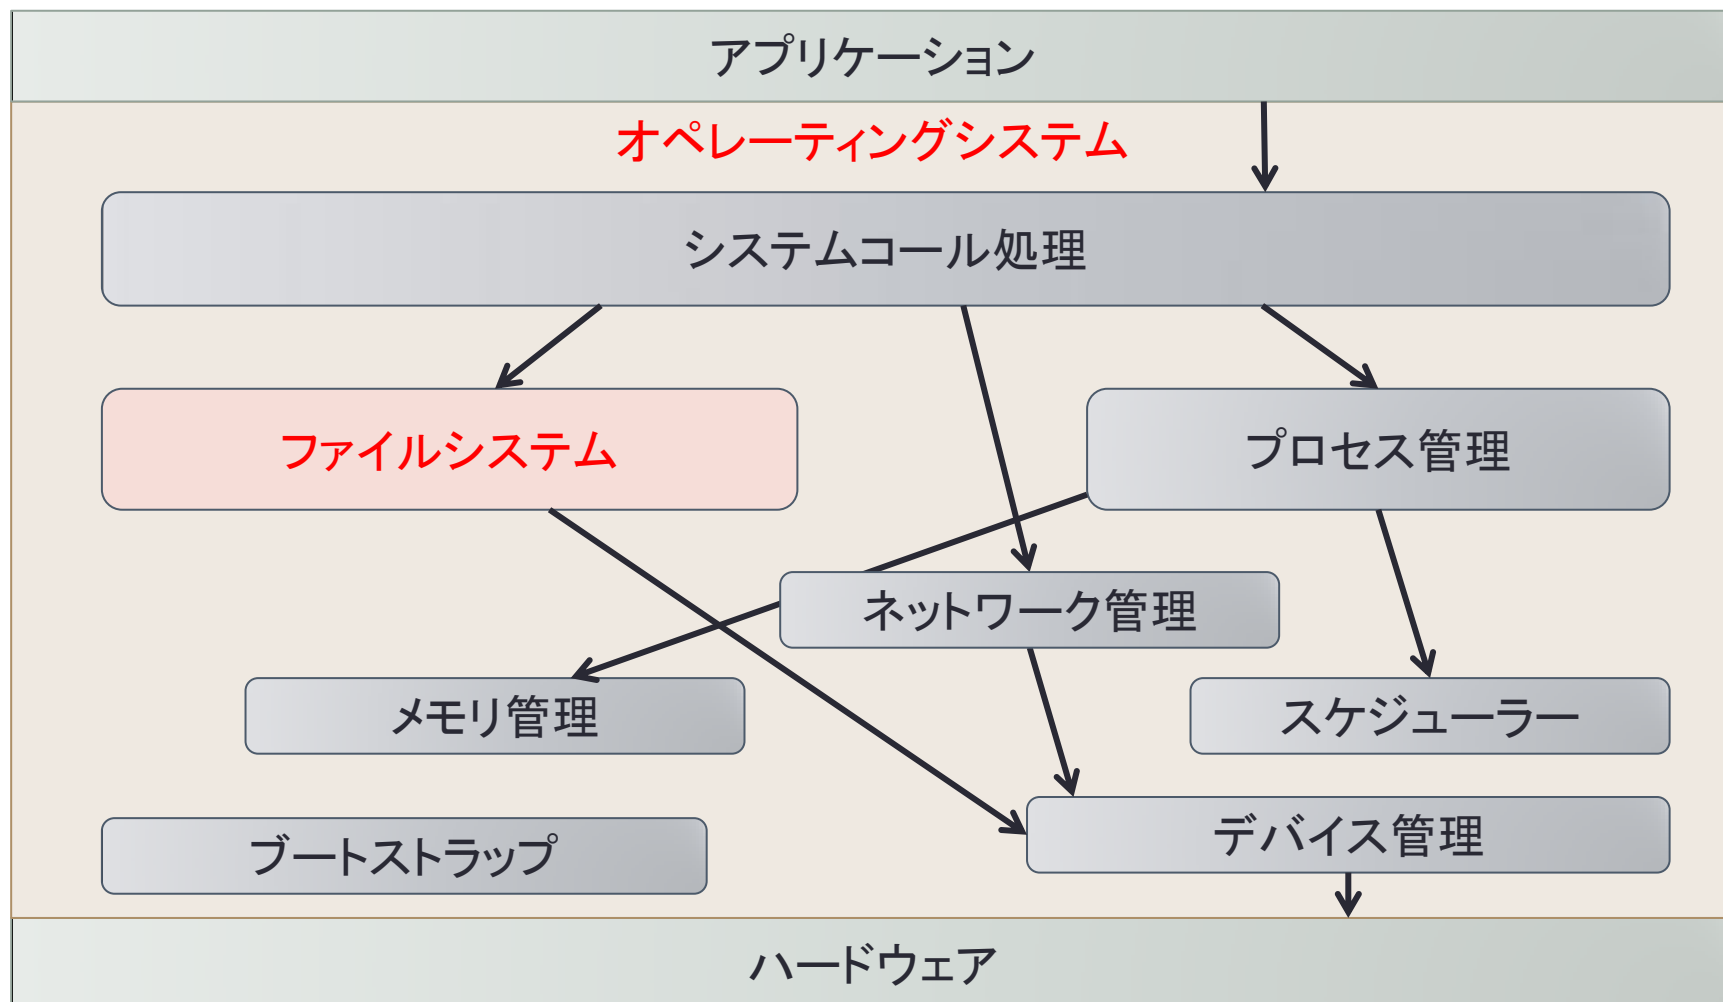 アプリケーション
オペレーティングシステム
システムコール処理
ファイルシステム
プロセス管理
ネットワーク管理
メモリ管理
スケジューラー
ブートストラップ
デバイス管理
ハードウェア